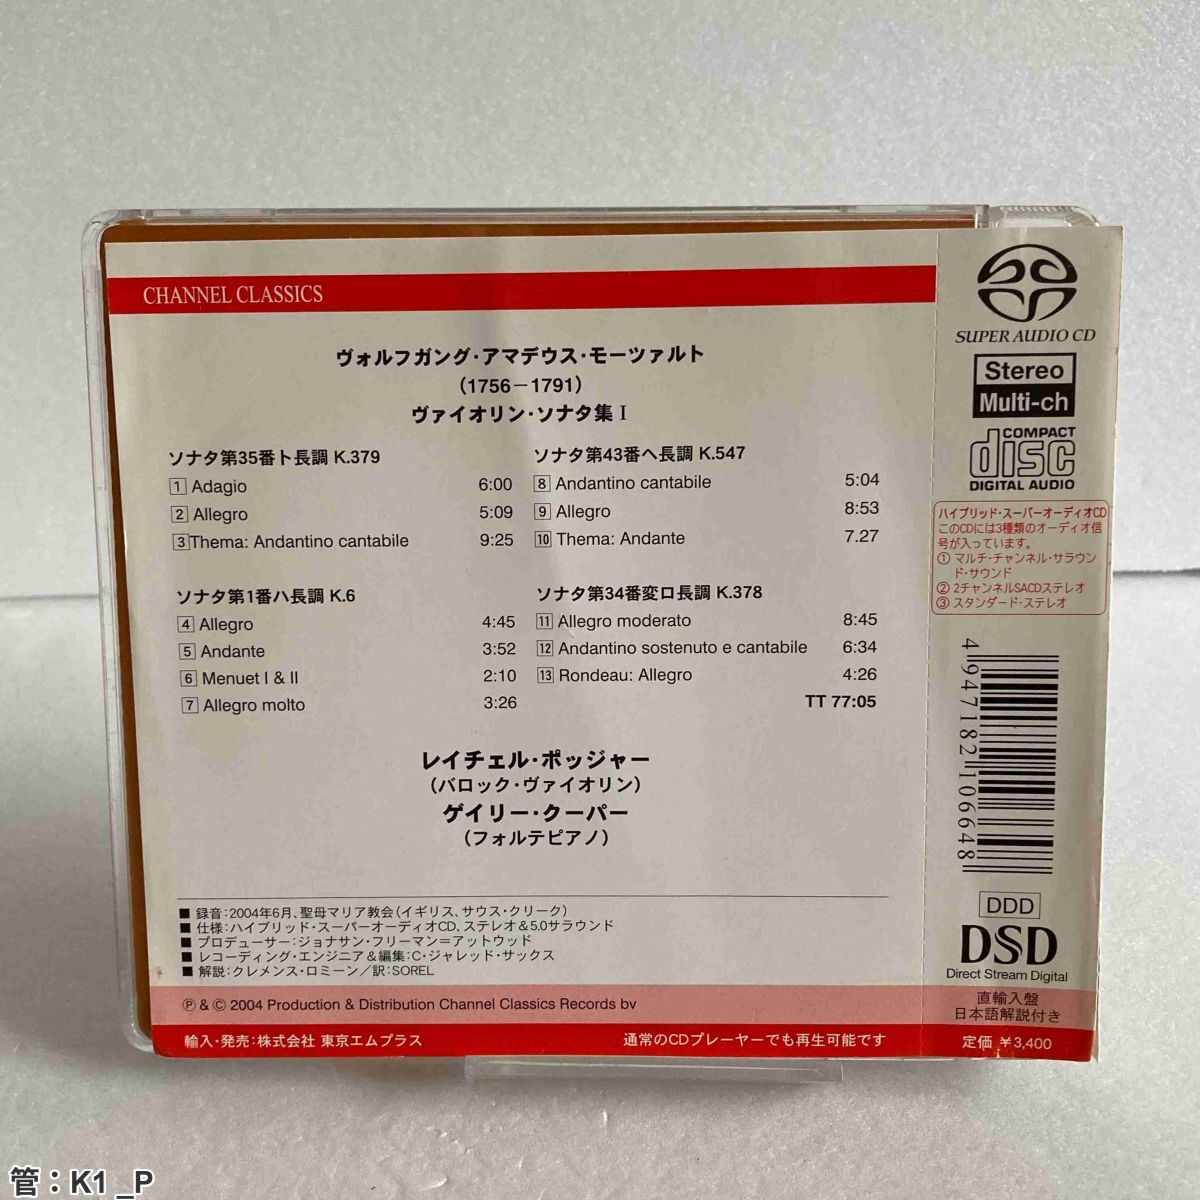 CHANNEL CLASSICS
ヴォルフガング・アマデウス・モーツァルト
(1756－1791)
ヴァイオリン・ソナタ集 I
ソナタ第35番ト長調 K.379
1 Adagio 6:00
2 Allegro 5:09
3 Thema: Andantino cantabile 9:25
ソナタ第1番ハ長調 K.6
4 Allegro 4:45
5 Andante 3:52
6 Menuet I & II 2:10
7 Allegro molto 3:26
ソナタ第43番ヘ長調 K.547
8 Andantino cantabile 5:04
9 Allegro 8:53
10 Thema: Andante 7.27
ソナタ第34番変ロ長調 K.378
11 Allegro moderato 8:45
12 Andantino sostenuto e cantabile 6:34
13 Rondeau: Allegro 4:26
TT 77:05
レイチェル・ポッジャー
(バロック・ヴァイオリン)
ゲイリー・クーパー
(フォルテピアノ)
■ 録音:2004年6月、聖母マリア教会(イギリス、サウス・クリーク)
■ 仕様:ハイブリッド・スーパーオーディオCD、ステレオ&5.0サラウンド
■ プロデューサー:ジョナサン・フリーマン＝アットウッド
■ レコーディング・エンジニア&編集:C・ジャレッド・サックス
■ 解説:クレメンス・ロミーン／訳:SOREL
℗ & © 2004 Production & Distribution Channel Classics Records bv
輸入・発売:株式会社 東京エムプラス
通常のCDプレーヤーでも再生可能です
SUPER AUDIO CD
Stereo
Multi-ch
COMPACT
disc
DIGITAL AUDIO
ハイブリッド・スーパーオーディオCD
このCDには3種類のオーディオ信
号が入っています。
① マルチ・チャンネル・サラウン
ド・サウンド
② 2チャンネルSACDステレオ
③ スタンダード・ステレオ
4 947182 106648
DDD
DSD
Direct Stream Digital
直輸入盤
日本語解説付き
定価 ¥3,400
管：K1 _P